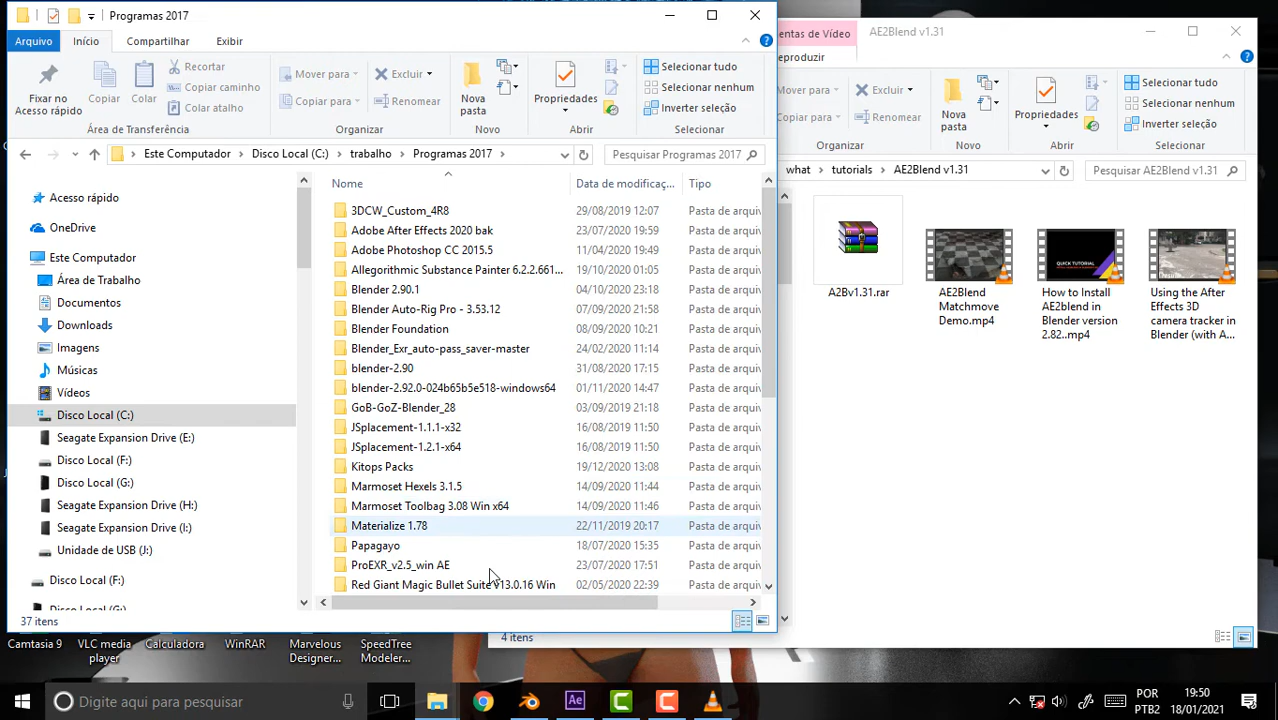 Programas 2017
Arquivo Início Compartilhar Exibir
Fixar no Acesso rápido
Copiar
Colar
Recortar
Copiar caminho
Colar atalho
Área de Transferência
Mover para
Copiar para
Excluir
Renomear
Organizar
Nova pasta
Novo
Propriedades
Abrir
Selecionar tudo
Selecionar nenhum
Inverter seleção
Selecionar
Este Computador > Disco Local (C:) > trabalho > Programas 2017 >
Pesquisar Programas 2017
Acesso rápido
OneDrive
Este Computador
Área de Trabalho
Documentos
Downloads
Imagens
Músicas
Vídeos
Disco Local (C:)
Seagate Expansion Drive (E:)
Disco Local (F:)
Disco Local (G:)
Seagate Expansion Drive (H:)
Seagate Expansion Drive (I:)
Unidade de USB (J:)
Disco Local (F:)
Disco Local (G:)
Nome Data de modificaç... Tipo
3DCW_Custom_4R8 29/08/2019 12:07 Pasta de arquiv
Adobe After Effects 2020 bak 23/07/2020 19:59 Pasta de arquiv
Adobe Photoshop CC 2015.5 11/04/2020 19:49 Pasta de arquiv
Allegorithmic Substance Painter 6.2.2.661... 19/10/2020 01:05 Pasta de arquiv
Blender 2.90.1 04/10/2020 23:18 Pasta de arquiv
Blender Auto-Rig Pro - 3.53.12 07/09/2020 21:58 Pasta de arquiv
Blender Foundation 08/09/2020 10:21 Pasta de arquiv
Blender_Exr_auto-pass_saver-master 24/02/2020 11:14 Pasta de arquiv
blender-2.90 31/08/2020 17:15 Pasta de arquiv
blender-2.92.0-024b65b5e518-windows64 01/11/2020 14:47 Pasta de arquiv
GoB-GoZ-Blender_28 03/09/2020 21:18 Pasta de arquiv
JSplacement-1.1.1-x32 16/08/2020 11:50 Pasta de arquiv
JSplacement-1.2.1-x64 16/08/2020 11:50 Pasta de arquiv
Kitops Packs 19/12/2020 13:08 Pasta de arquiv
Marmoset Hexels 3.1.5 14/09/2020 11:44 Pasta de arquiv
Marmoset Toolbag 3.08 Win x64 14/09/2020 11:46 Pasta de arquiv
Materialize 1.78 22/11/2019 20:17 Pasta de arquiv
Papagayo 18/07/2020 15:35 Pasta de arquiv
ProEXR_v2.5_win AE 23/07/2020 17:51 Pasta de arquiv
Red Giant Magic Bullet Suite v13.0.16 Win 02/05/2020 22:39 Pasta de arquiv
37 itens
entas de Vídeo AE2Blend v1.31
eproduzir
Mover para
Copiar para
Excluir
Renomear
Organizar
Nova pasta
Novo
Propriedades
Abrir
Selecionar tudo
Selecionar nenhum
Inverter seleção
Selecionar
what > tutorials > AE2Blend v1.31
Pesquisar AE2Blend v1.31
A2Bv1.31.rar
AE2Blend
Matchmove
Demo.mp4
QUICK TUTORIAL
How to Install
AE2blend in
Blender version
2.82..mp4
Using the After
Effects 3D
camera tracker in
Blender (with A...
4 itens
Camtasia 9
VLC media
player
Calculadora
WinRAR
Marvelous
Designer...
SpeedTree
Modeler...
Digite aqui para pesquisar
Ae
C
C
POR
PTB2
19:50
18/01/2021